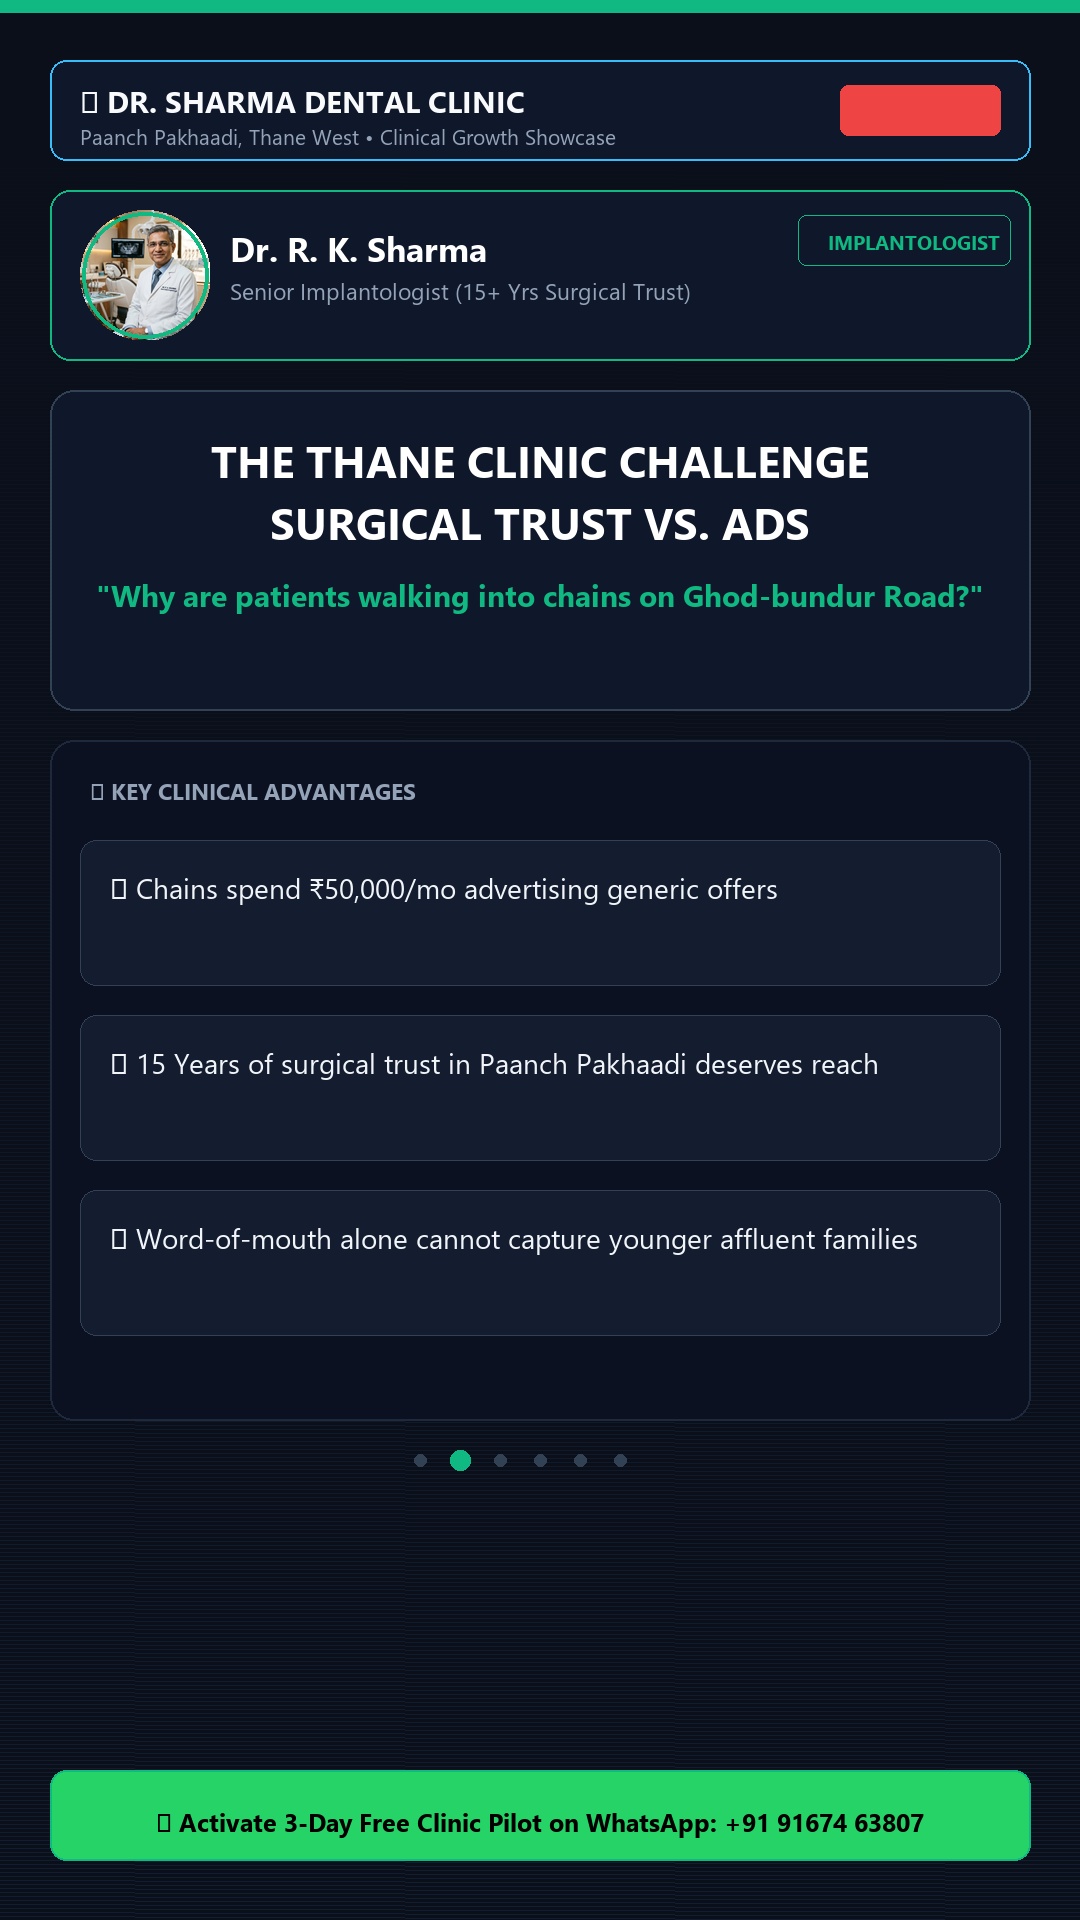 DR. SHARMA DENTAL CLINIC
Paanch Pakhaadi, Thane West • Clinical Growth Showcase
Dr. R. K. Sharma
IMPLANTOLOGIST
Senior Implantologist (15+ Yrs Surgical Trust)
THE THANE CLINIC CHALLENGE
SURGICAL TRUST VS. ADS
"Why are patients walking into chains on Ghod-bundur Road?"
KEY CLINICAL ADVANTAGES
Chains spend ₹50,000/mo advertising generic offers
15 Years of surgical trust in Paanch Pakhaadi deserves reach
Word-of-mouth alone cannot capture younger affluent families
Activate 3-Day Free Clinic Pilot on WhatsApp: +91 91674 63807